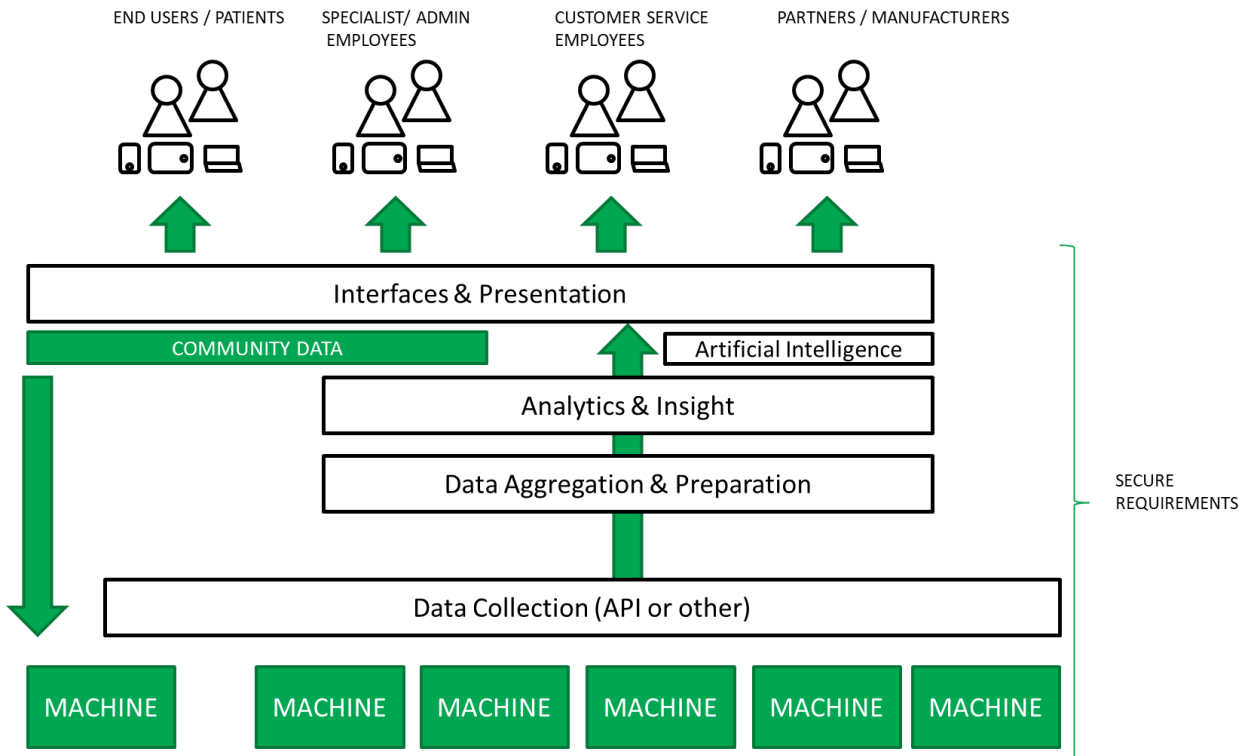 END USERS / PATIENTS
SPECIALIST/ ADMIN
EMPLOYEES
CUSTOMER SERVICE
EMPLOYEES
PARTNERS / MANUFACTURERS
Interfaces & Presentation
COMMUNITY DATA
Artificial Intelligence
Analytics & Insight
Data Aggregation & Preparation
SECURE
REQUIREMENTS
Data Collection (API or other)
MACHINE
MACHINE
MACHINE
MACHINE
MACHINE
MACHINE